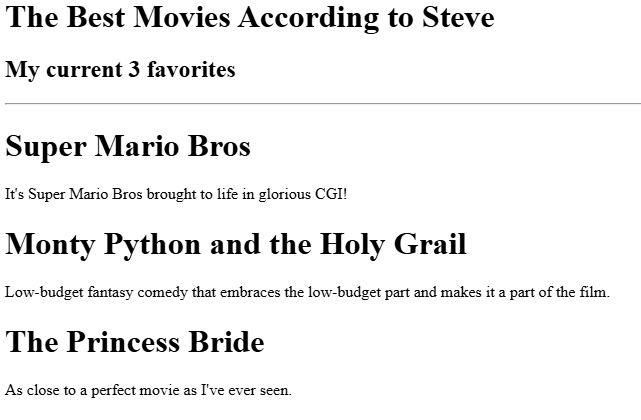 The Best Movies According to Steve
My current 3 favorites
Super Mario Bros
It's Super Mario Bros brought to life in glorious CGI!
Monty Python and the Holy Grail
Low-budget fantasy comedy that embraces the low-budget part and makes it a part of the film.
The Princess Bride
As close to a perfect movie as I've ever seen.